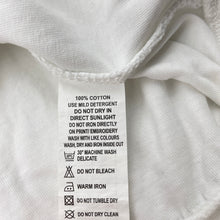 100% COTTON
USE MILD DETERGENT
DO NOT DRY IN
DIRECT SUNLIGHT
DO NOT IRON DIRECTLY
ON PRINT/ EMBROIDERY
WASH WITH LIKE COLOURS
WASH, DRY AND IRON INSIDE OUT
30° MACHINE WASH
DELICATE
DO NOT BLEACH
WARM IRON
DO NOT TUMBLE DRY
DO NOT DRY CLEAN